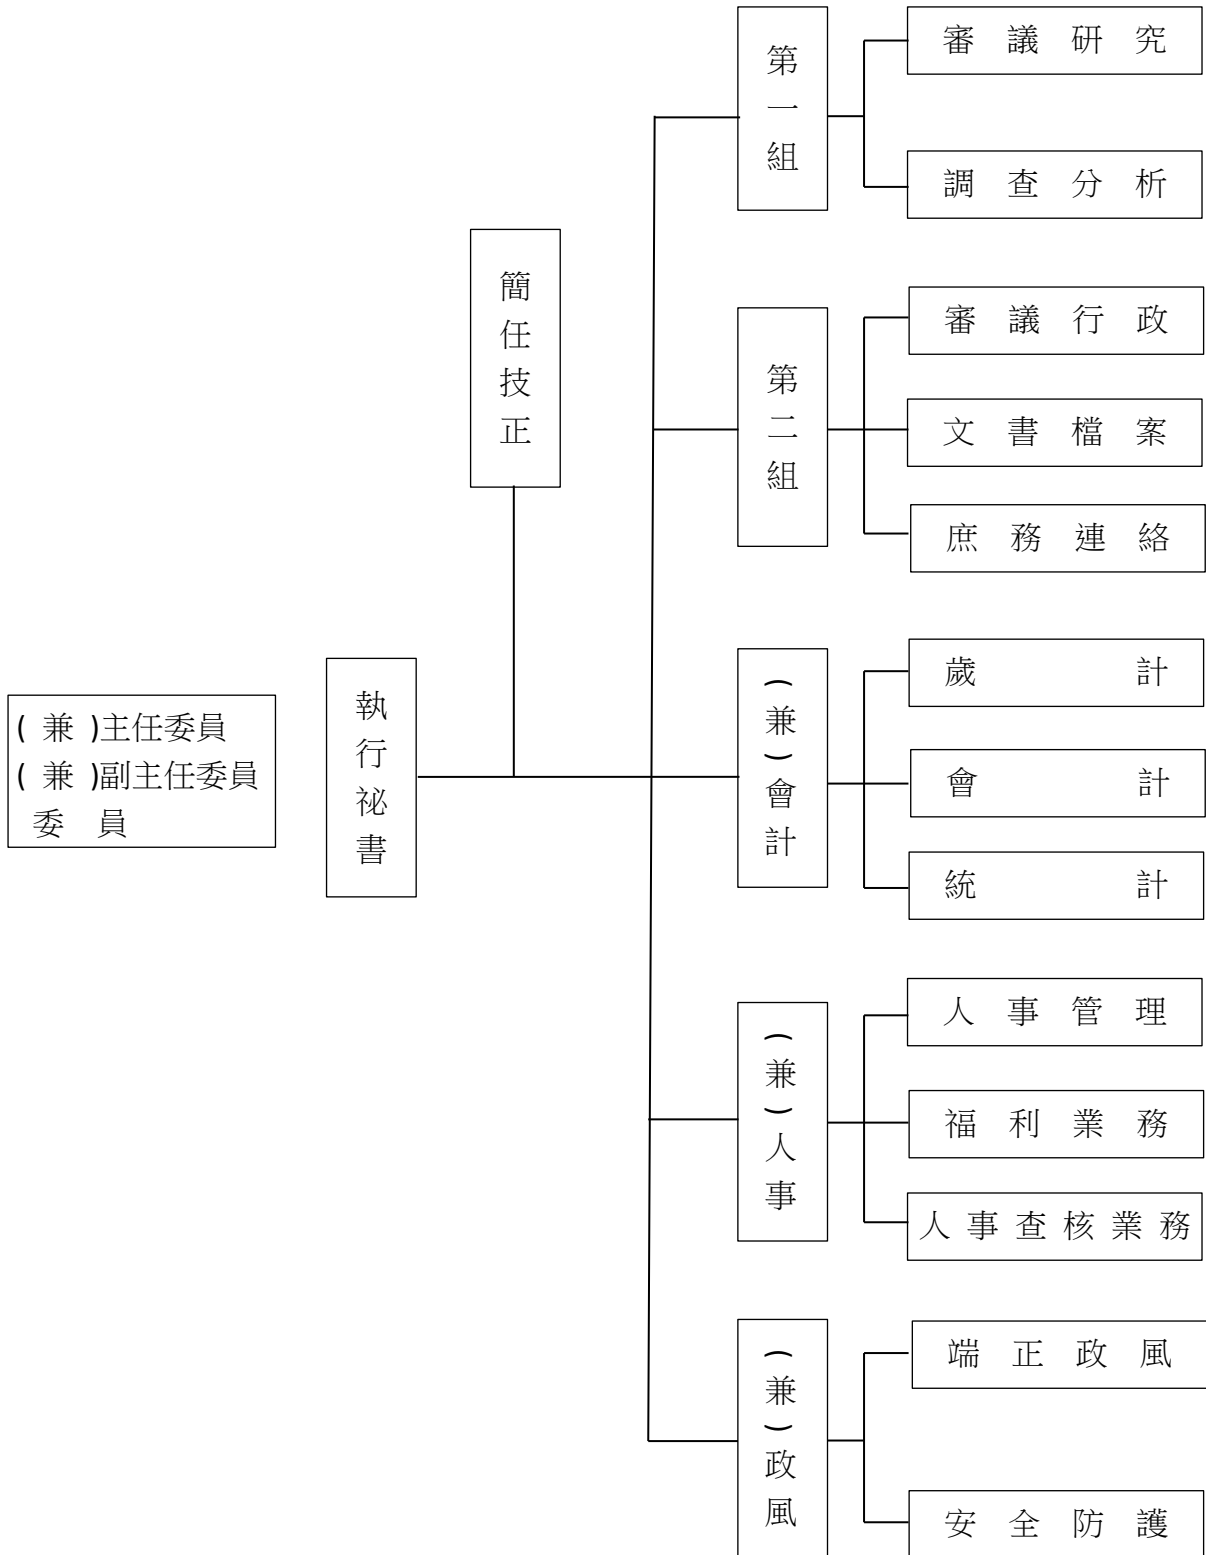 (兼)主任委員
(兼)副主任委員
委員
執行祕書
簡任技正
第一組
審議研究
調查分析
第二組
審議行政
文書檔案
庶務連絡
(兼)會計
歲計
會計
統計
(兼)人事
人事管理
福利業務
人事查核業務
(兼)政風
端正政風
安全防護